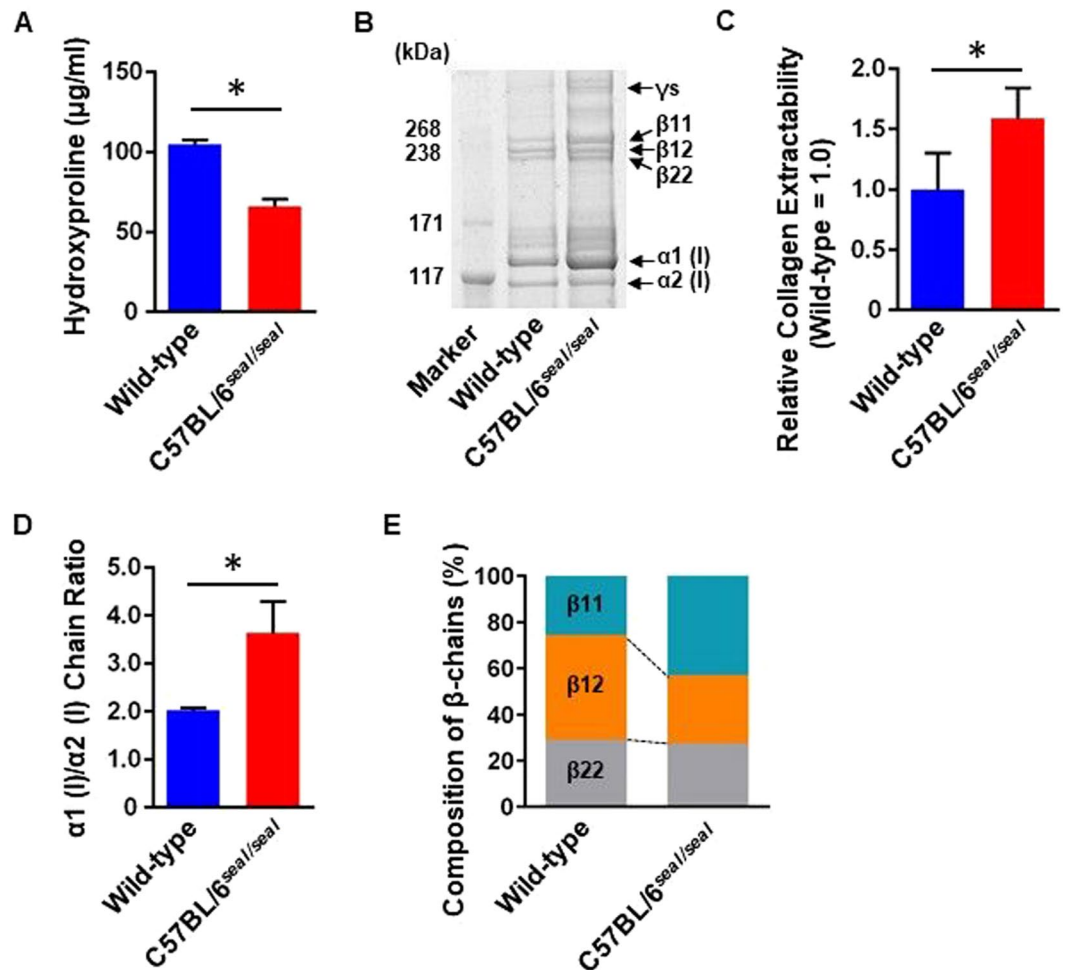 A
Hydroxyproline (µg/ml)
150
100
50
0
*
Wild-type
C57BL/6seal/seal
B
(kDa)
268
238
171
117
γs
β11
β12
β22
α1 (I)
α2 (I)
Marker
Wild-type
C57BL/6seal/seal
C
Relative Collagen Extractability
(Wild-type = 1.0)
2.0
1.5
1.0
0.5
0
*
Wild-type
C57BL/6seal/seal
D
α1 (I)/α2 (I) Chain Ratio
5.0
4.0
3.0
2.0
1.0
0
*
Wild-type
C57BL/6seal/seal
E
Composition of β-chains (%)
100
80
60
40
20
0
β11
β12
β22
Wild-type
C57BL/6seal/seal